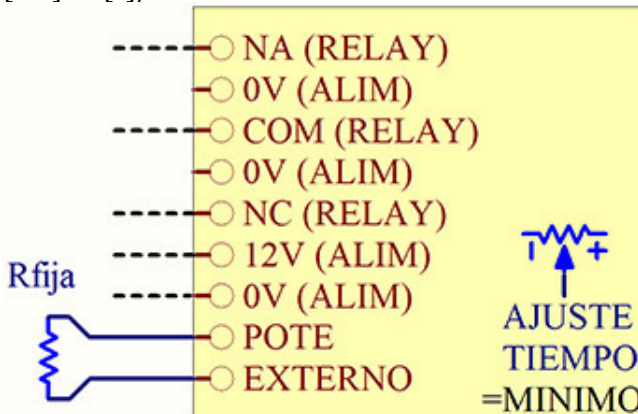 NA (RELAY)
0V (ALIM)
COM (RELAY)
0V (ALIM)
NC (RELAY)
12V (ALIM)
0V (ALIM)
POTE
EXTERNO
Rfija
- +
AJUSTE
TIEMPO
=MINIMO